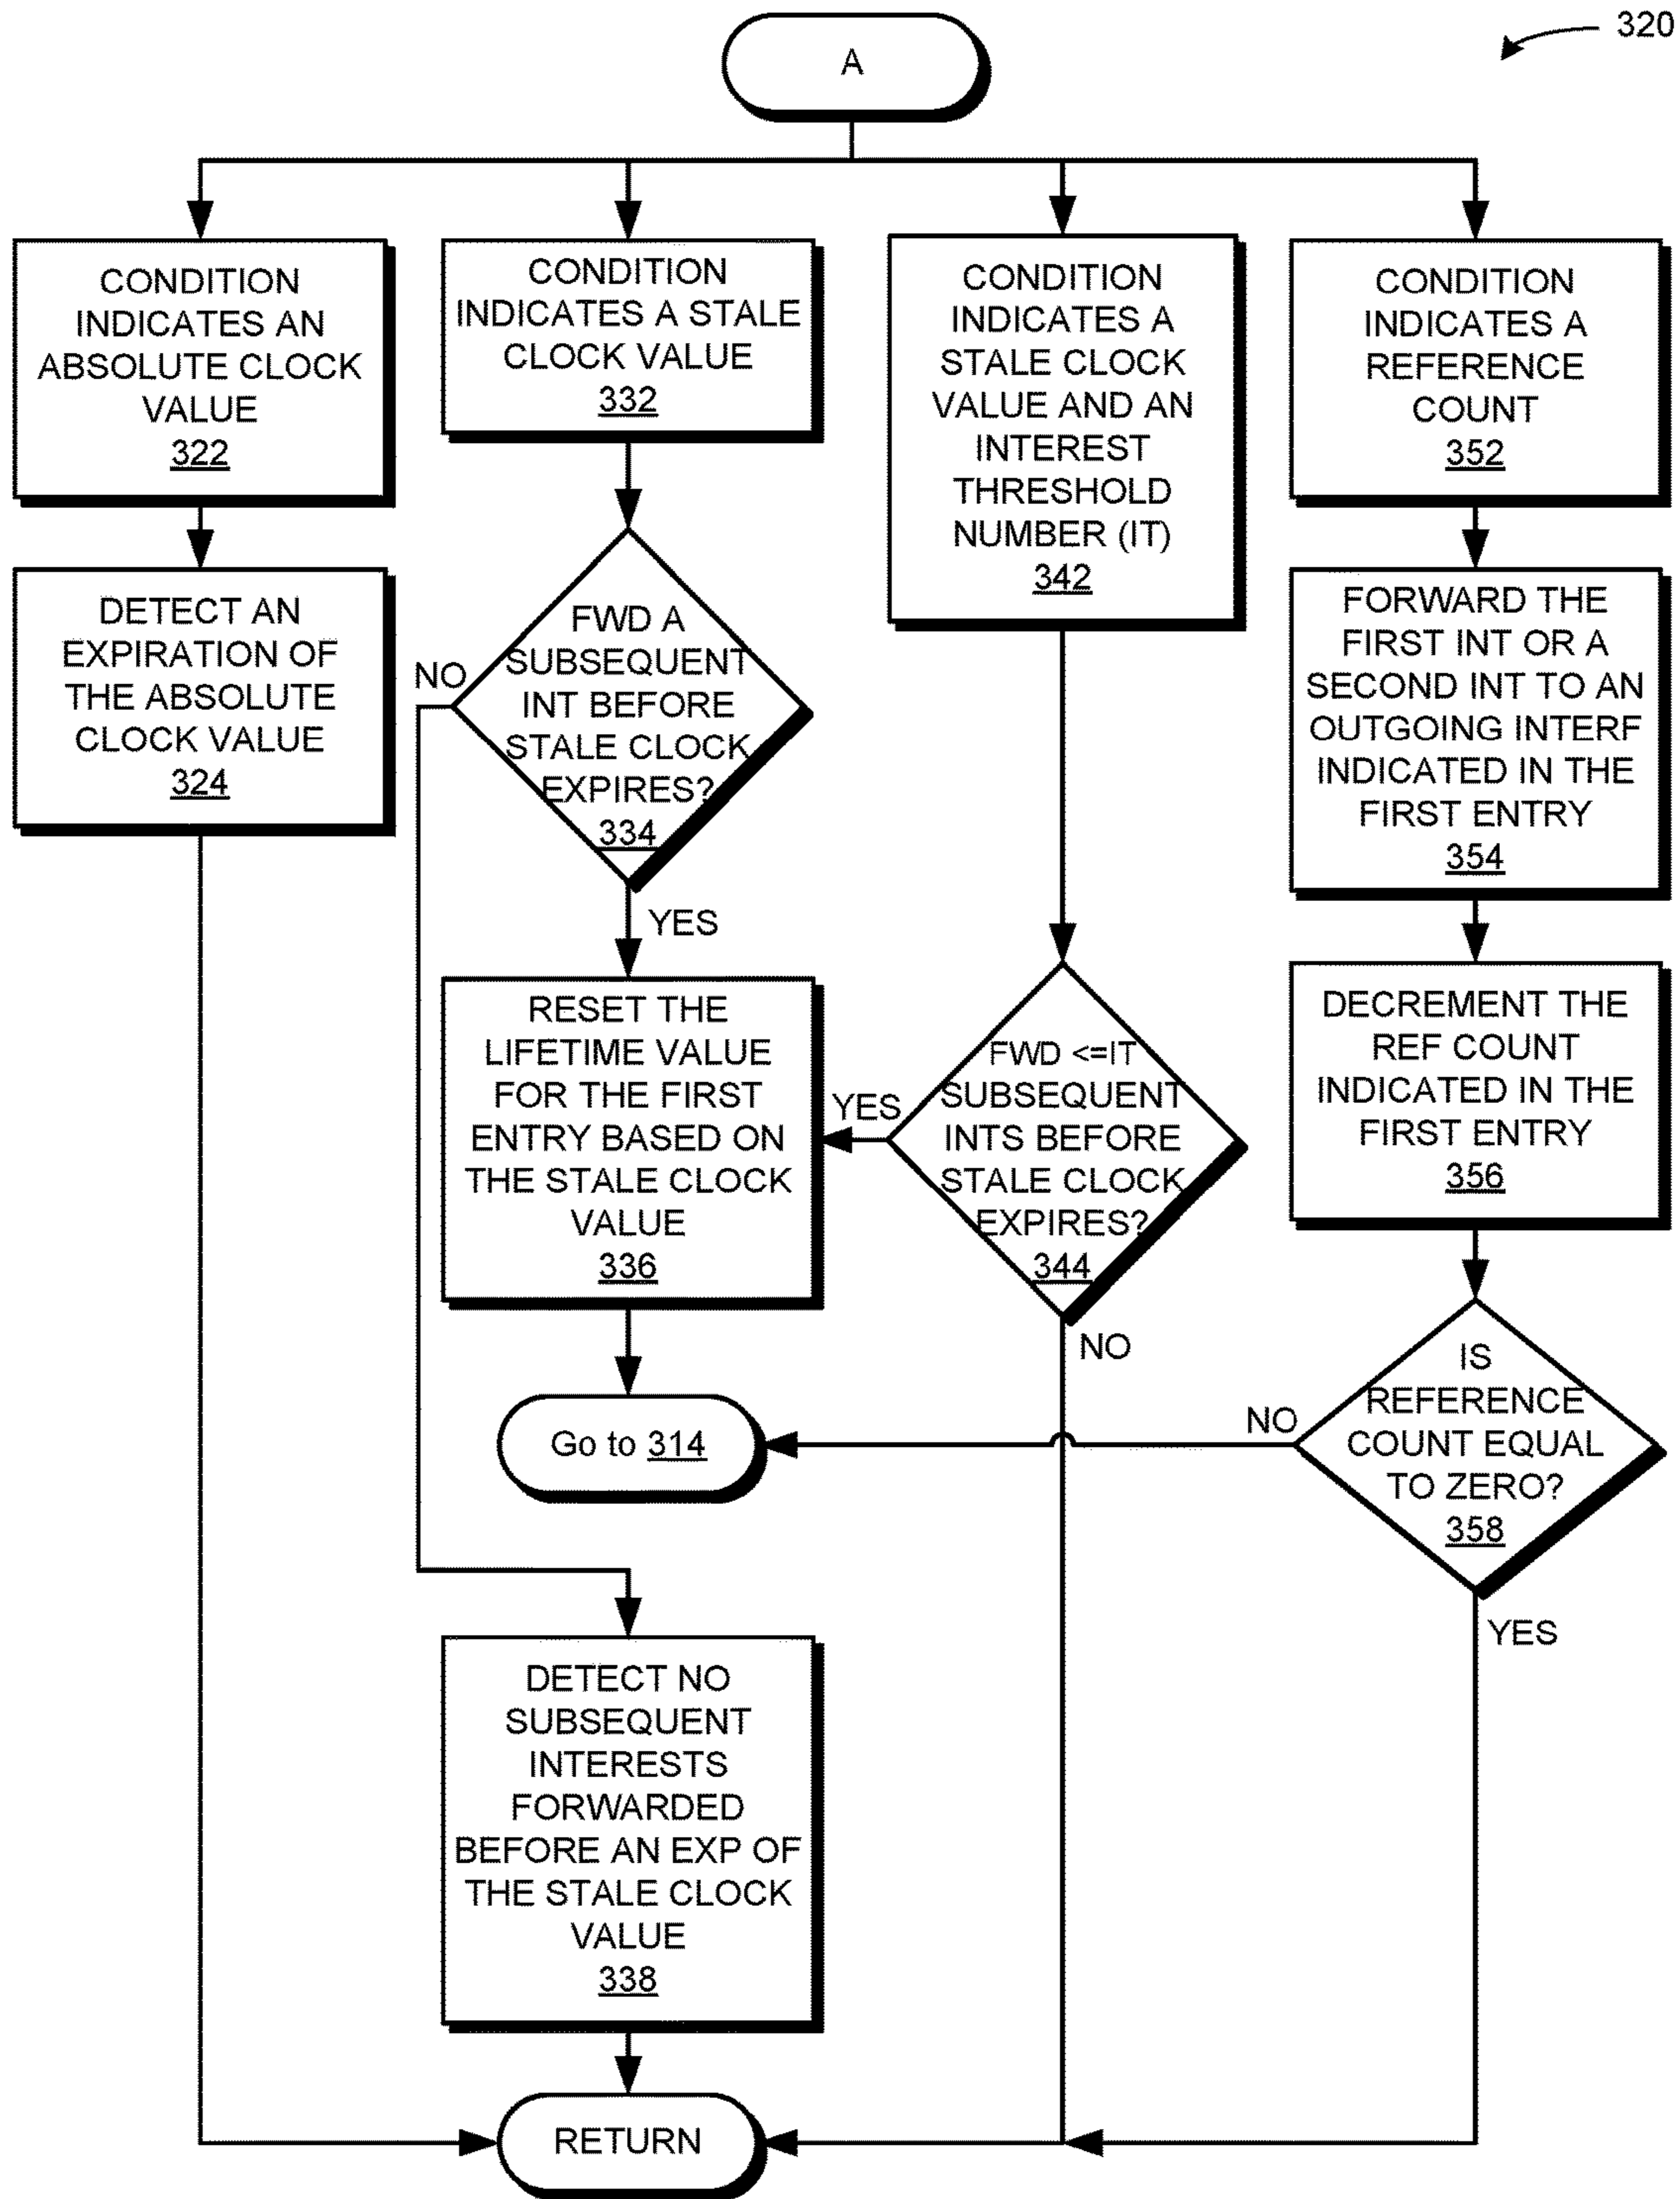 320
A
CONDITION
INDICATES AN
ABSOLUTE CLOCK
VALUE
322
DETECT AN
EXPIRATION OF
THE ABSOLUTE
CLOCK VALUE
324
CONDITION
INDICATES A STALE
CLOCK VALUE
332
FWD A
SUBSEQUENT
INT BEFORE
STALE CLOCK
EXPIRES?
334
NO
YES
RESET THE
LIFETIME VALUE
FOR THE FIRST
ENTRY BASED ON
THE STALE CLOCK
VALUE
336
Go to 314
DETECT NO
SUBSEQUENT
INTERESTS
FORWARDED
BEFORE AN EXP OF
THE STALE CLOCK
VALUE
338
RETURN
CONDITION
INDICATES A
STALE CLOCK
VALUE AND AN
INTEREST
THRESHOLD
NUMBER (IT)
342
FWD <=IT
SUBSEQUENT
INTS BEFORE
STALE CLOCK
EXPIRES?
344
YES
NO
CONDITION
INDICATES A
REFERENCE
COUNT
352
FORWARD THE
FIRST INT OR A
SECOND INT TO AN
OUTGOING INTERF
INDICATED IN THE
FIRST ENTRY
354
DECREMENT THE
REF COUNT
INDICATED IN THE
FIRST ENTRY
356
IS
REFERENCE
COUNT EQUAL
TO ZERO?
358
NO
YES